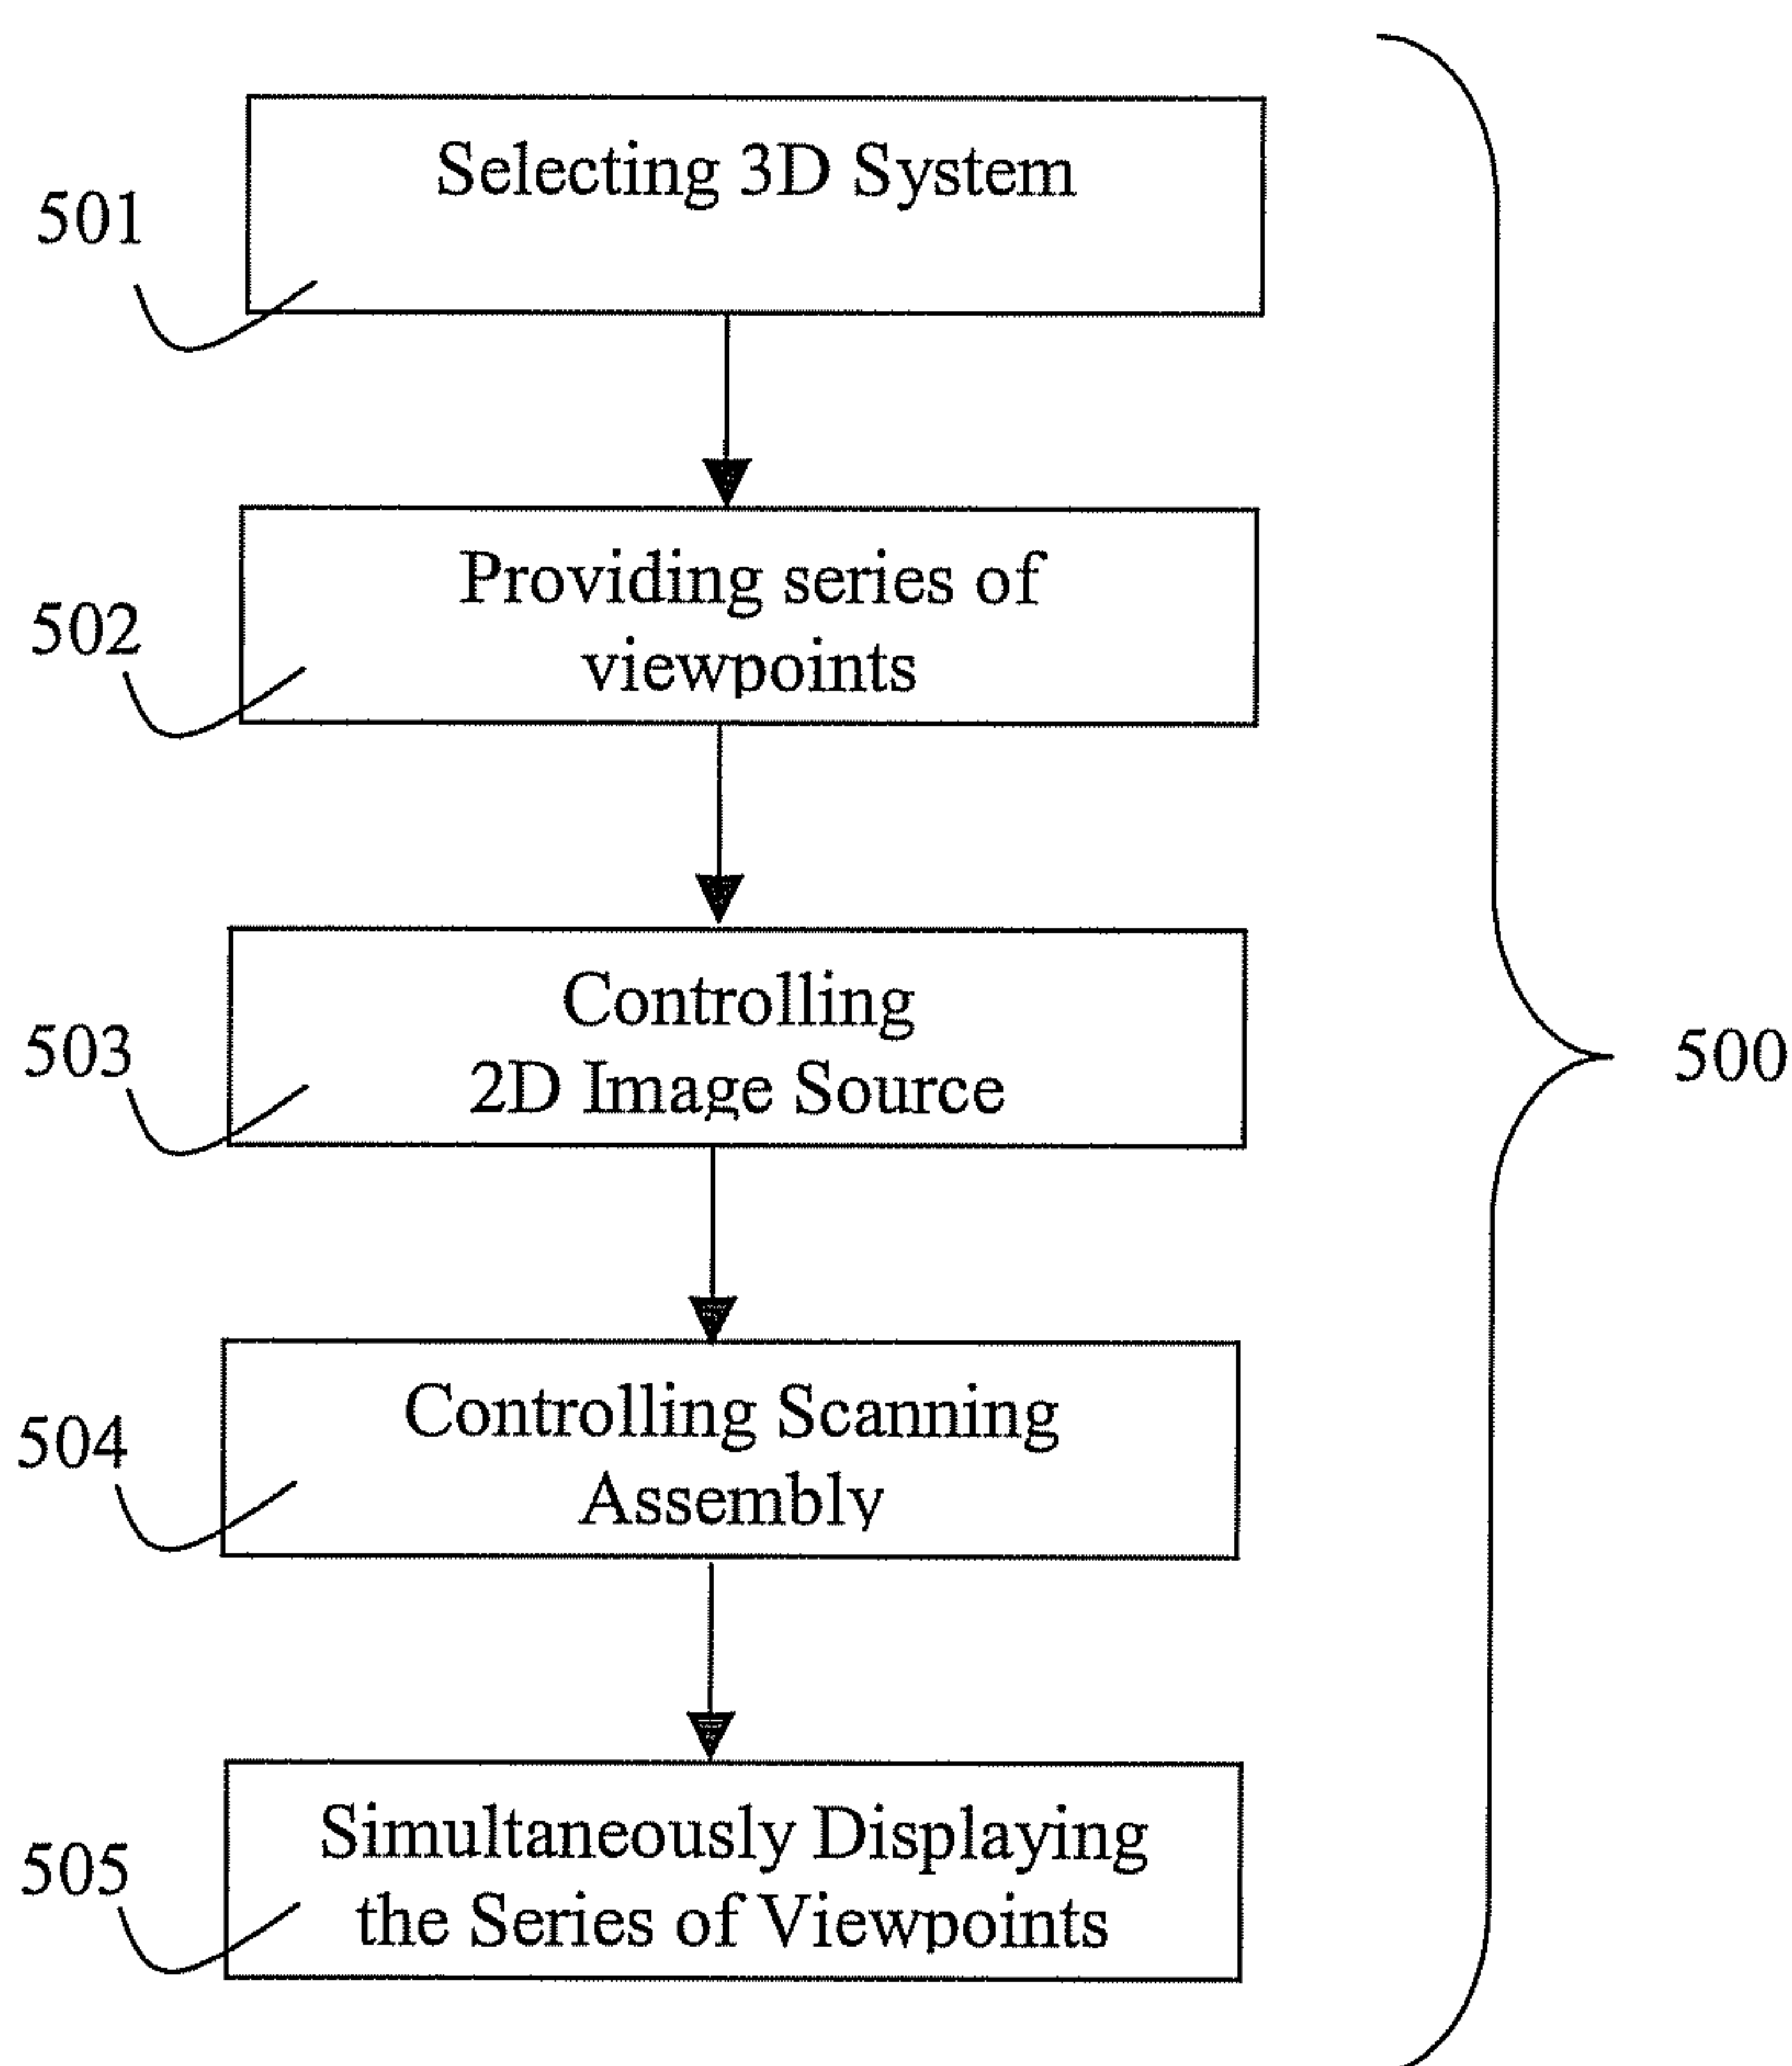 501
Selecting 3D System
502
Providing series of
viewpoints
503
Controlling
2D Image Source
500
504
Controlling Scanning
Assembly
505
Simultaneously Displaying
the Series of Viewpoints